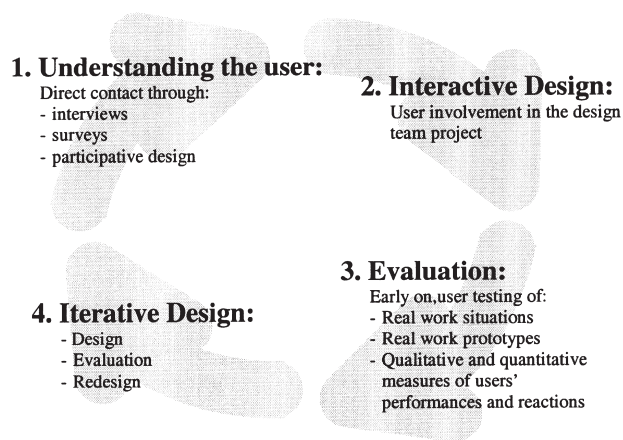 1. Understanding the user:
Direct contact through:
- interviews
- surveys
- participative design
2. Interactive Design:
User involvement in the design
team project
3. Evaluation:
Early on,user testing of:
- Real work situations
- Real work prototypes
- Qualitative and quantitative
measures of users'
performances and reactions
4. Iterative Design:
- Design
- Evaluation
- Redesign